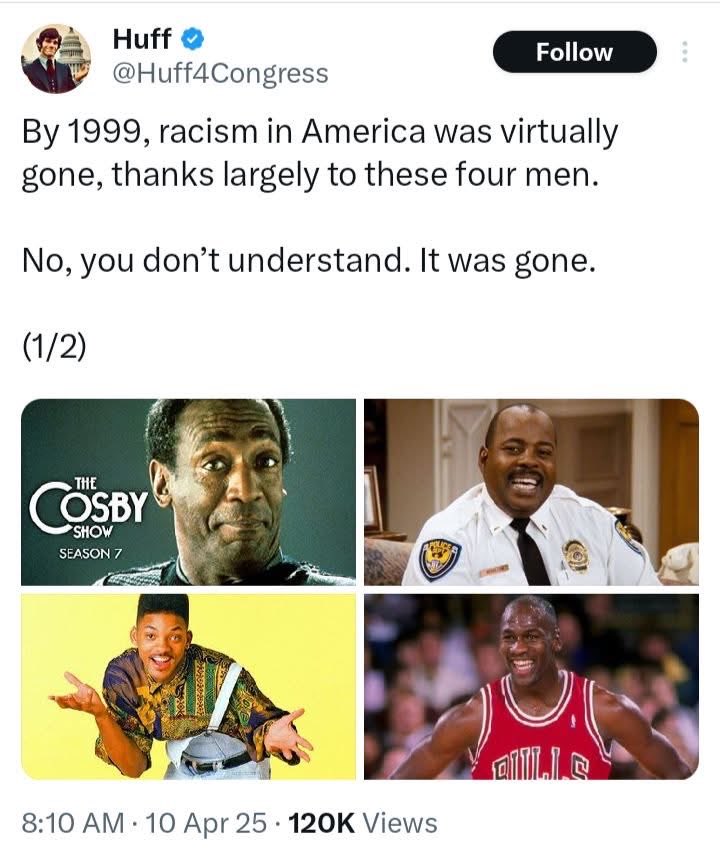 Huff
@Huff4Congress
Follow
By 1999, racism in America was virtually
gone, thanks largely to these four men.
No, you don’t understand. It was gone.
(1/2)
THE
COSBY
SHOW
SEASON 7
POLICE
BULLS
8:10 AM · 10 Apr 25 · 120K Views